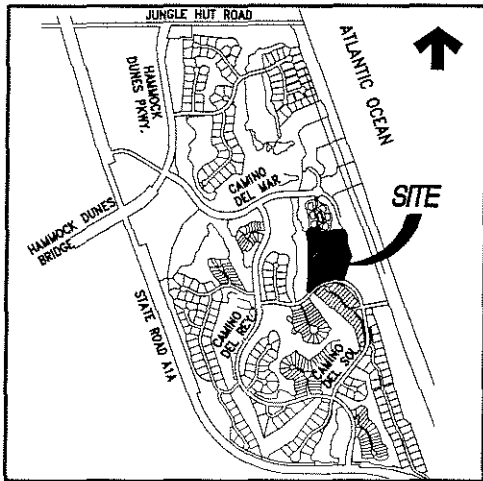 JUNGLE HUT ROAD
HAMMOCK
DUNES PKWY.
ATLANTIC OCEAN
CAMINO
DEL MAR
SITE
HAMMOCK DUNES
BRIDGE
STATE ROAD A1A
CAMINO
DEL REY
CAMINO
DEL SOL